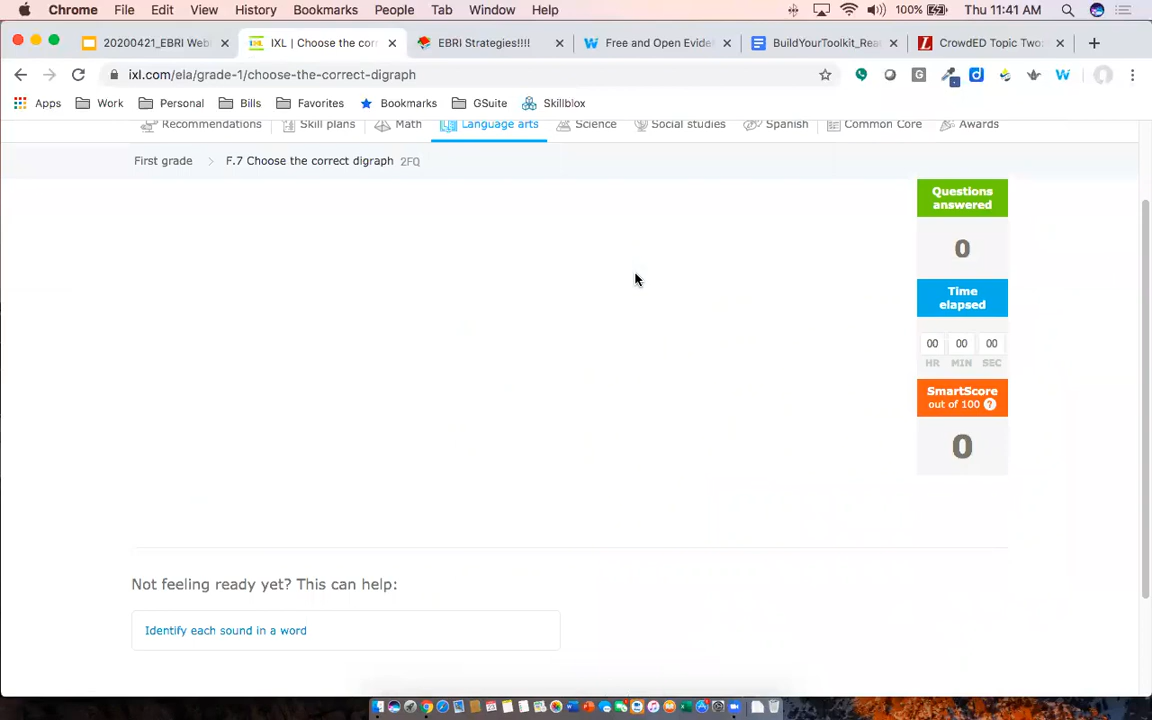 Chrome File Edit View History Bookmarks People Tab Window Help 100% Thu 11:41 AM
20200421_EBRI Web IXL | Choose the cor EBRI Strategies!!!! Free and Open Evide BuildYourToolkit_Rea CrowdED Topic Two:
ixl.com/ela/grade-1/choose-the-correct-digraph
Apps Work Personal Bills Favorites Bookmarks GSuite Skillblox
Recommendations Skill plans Math Language arts Science Social studies Spanish Common Core Awards
First grade > F.7 Choose the correct digraph 2FQ
Questions
answered
0
Time
elapsed
00 00 00
HR MIN SEC
SmartScore
out of 100 ?
0
Not feeling ready yet? This can help:
Identify each sound in a word